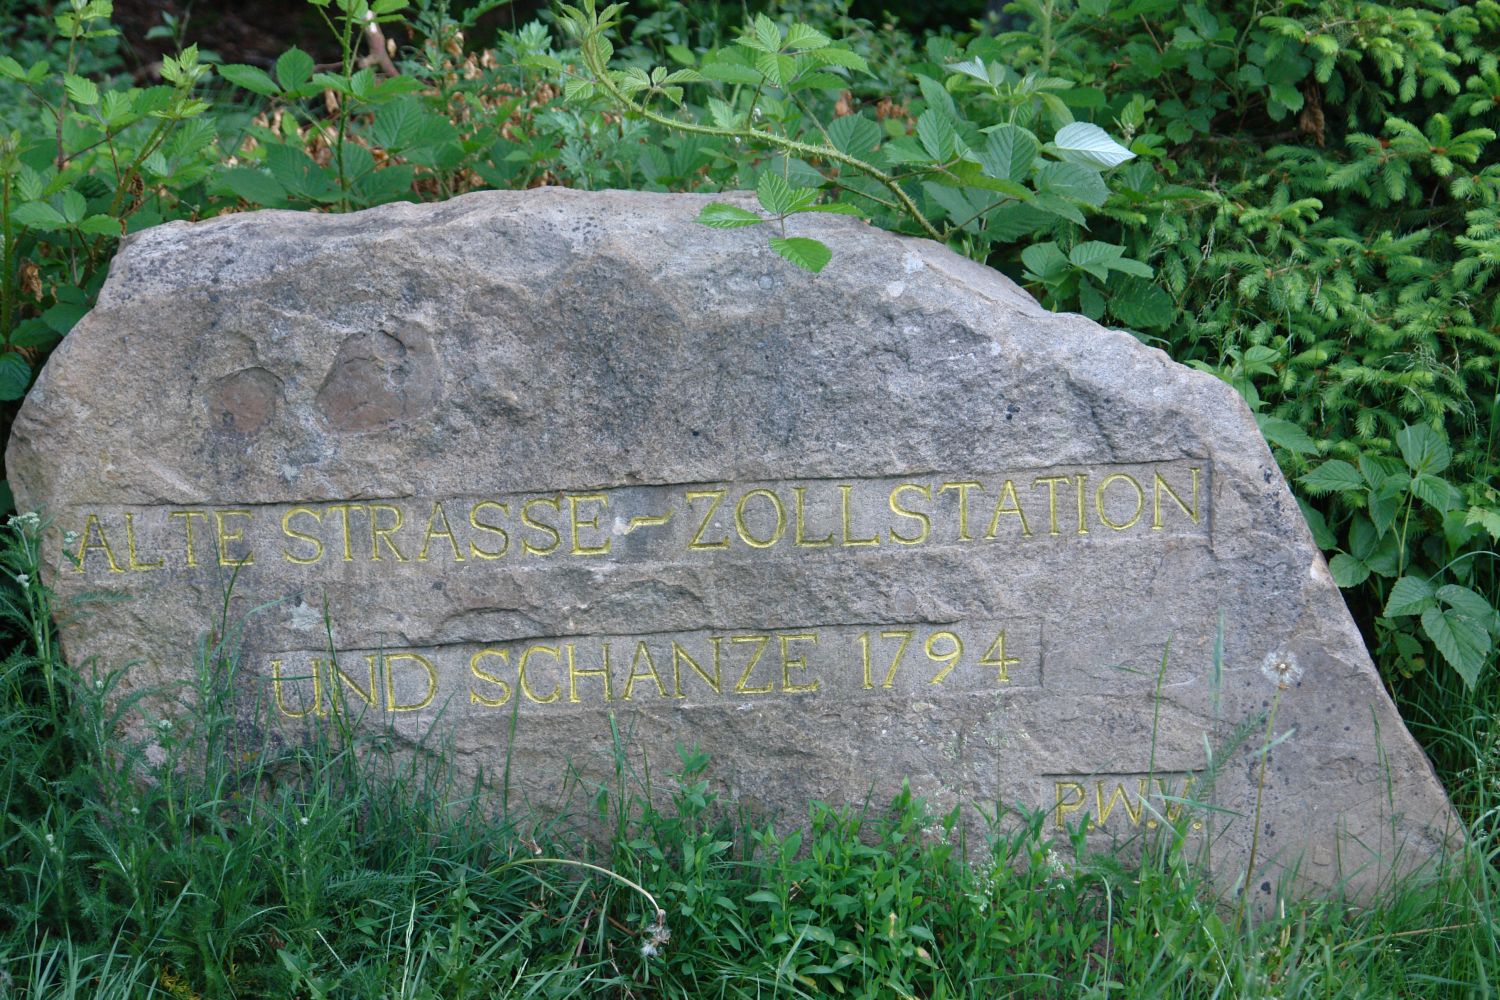 ALTE STRASSE~ZOLLSTATION
UND SCHANZE 1794
P.W.V.